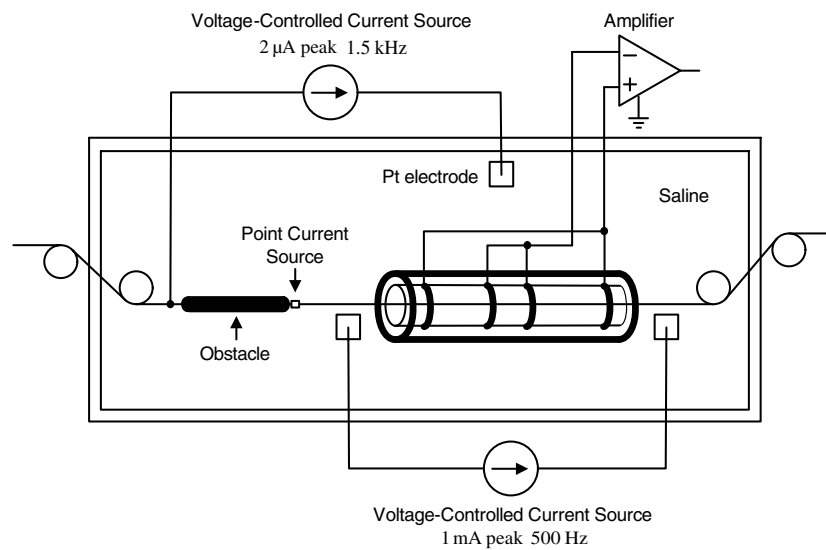 Voltage-Controlled Current Source
2 μA peak 1.5 kHz
Amplifier
−
+
Pt electrode
Saline
Point Current
Source
Obstacle
Voltage-Controlled Current Source
1 mA peak 500 Hz